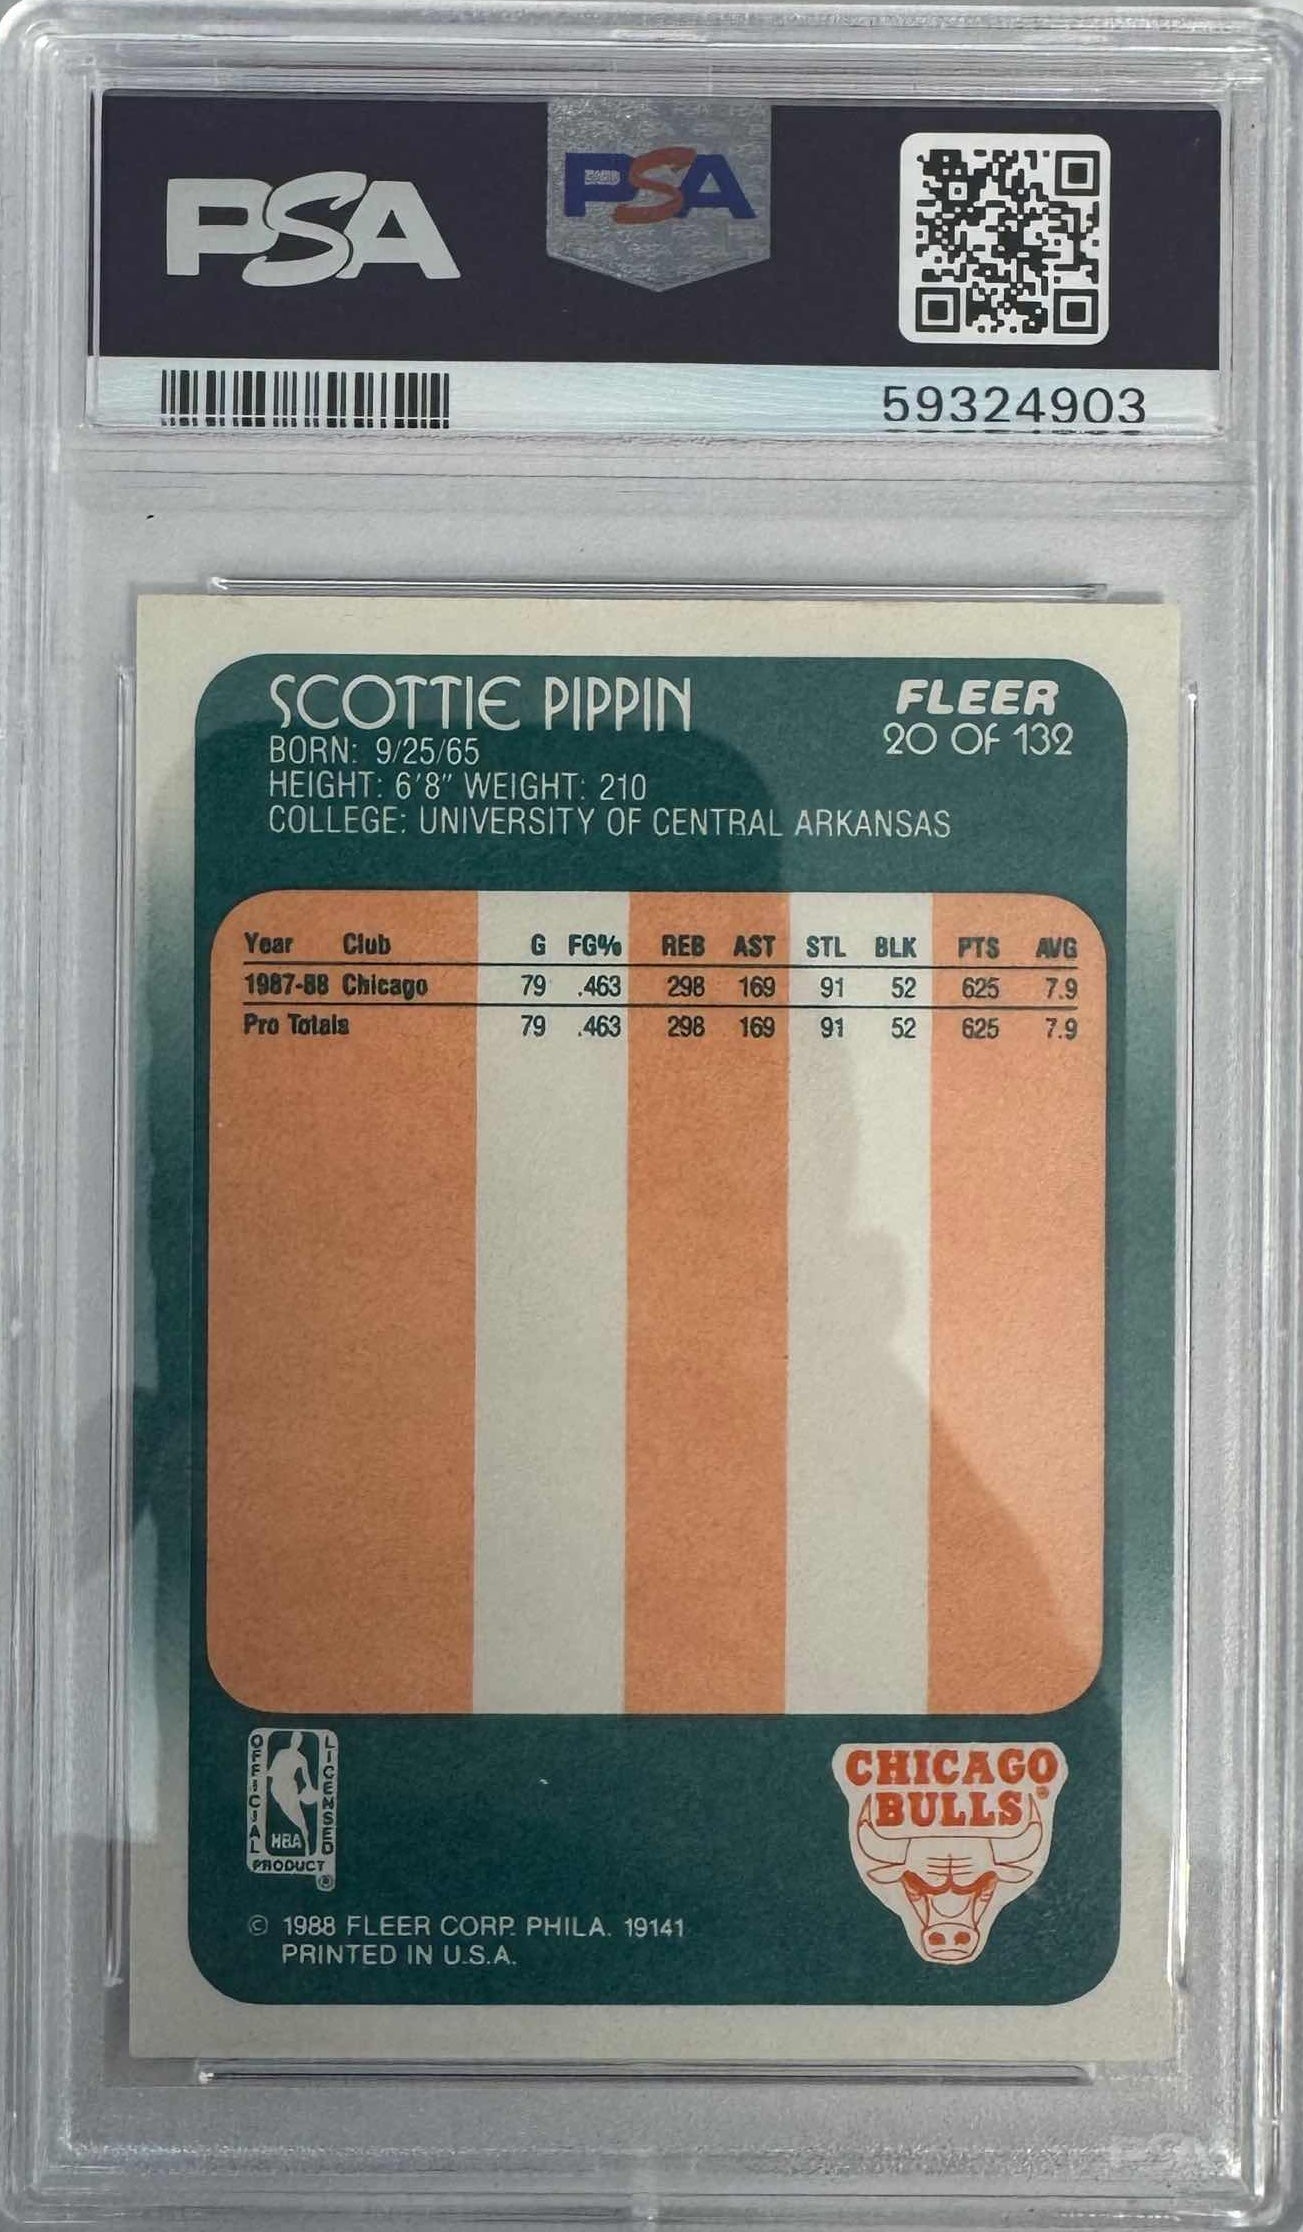 PSA
PSA
59324903
SCOTTIE PIPPIN
BORN: 9/25/65
HEIGHT: 6'8" WEIGHT: 210
COLLEGE: UNIVERSITY OF CENTRAL ARKANSAS
FLEER
20 OF 132
Year Club G FG% REB AST STL BLK PTS AVG
1987-88 Chicago 79 .463 298 169 91 52 625 7.9
Pro Totals 79 .463 298 169 91 52 625 7.9
OFFICIAL
LICENSED
NBA
PRODUCT
®
CHICAGO
BULLS®
© 1988 FLEER CORP. PHILA. 19141
PRINTED IN U.S.A.